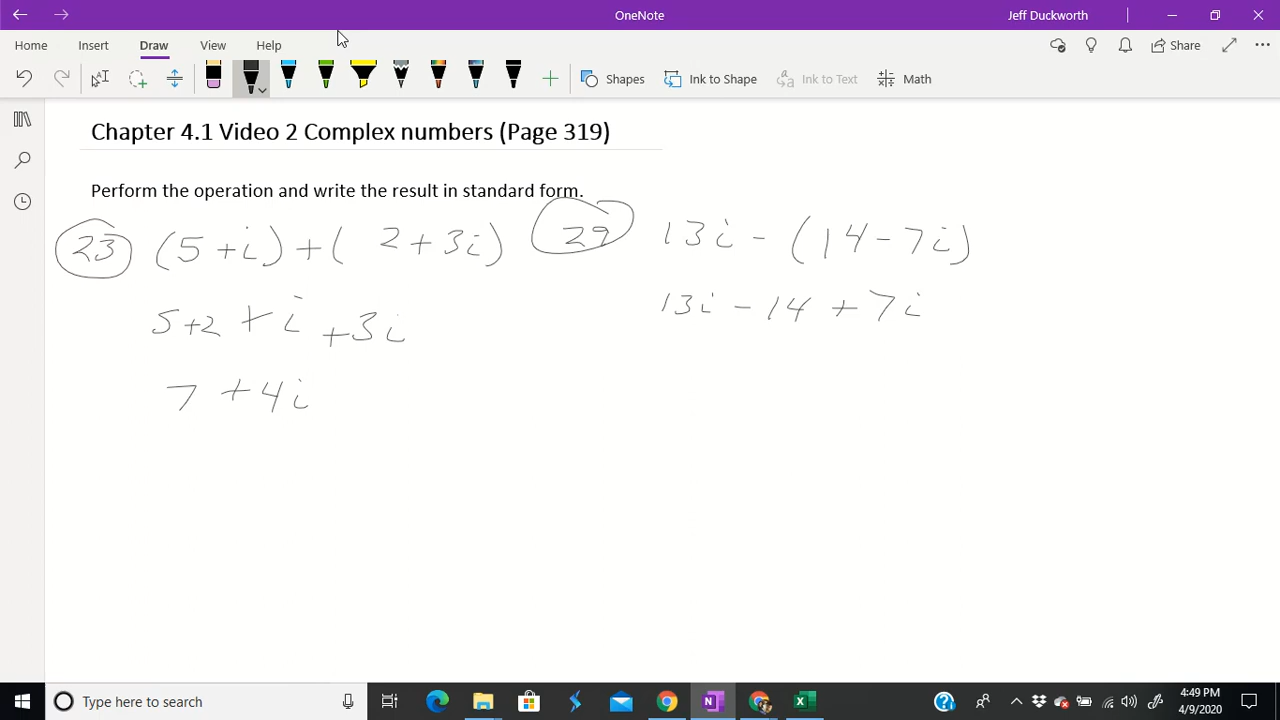 OneNote
Jeff Duckworth
Home Insert Draw View Help
Share
Shapes
Ink to Shape
Ink to Text
Math
Chapter 4.1 Video 2 Complex numbers (Page 319)
Perform the operation and write the result in standard form.
23 (5+i)+( 2+3i)
5+2 +i +3i
7 +4i
29 13i - (14-7i)
13i - 14 + 7i
Type here to search
4:49 PM
4/9/2020